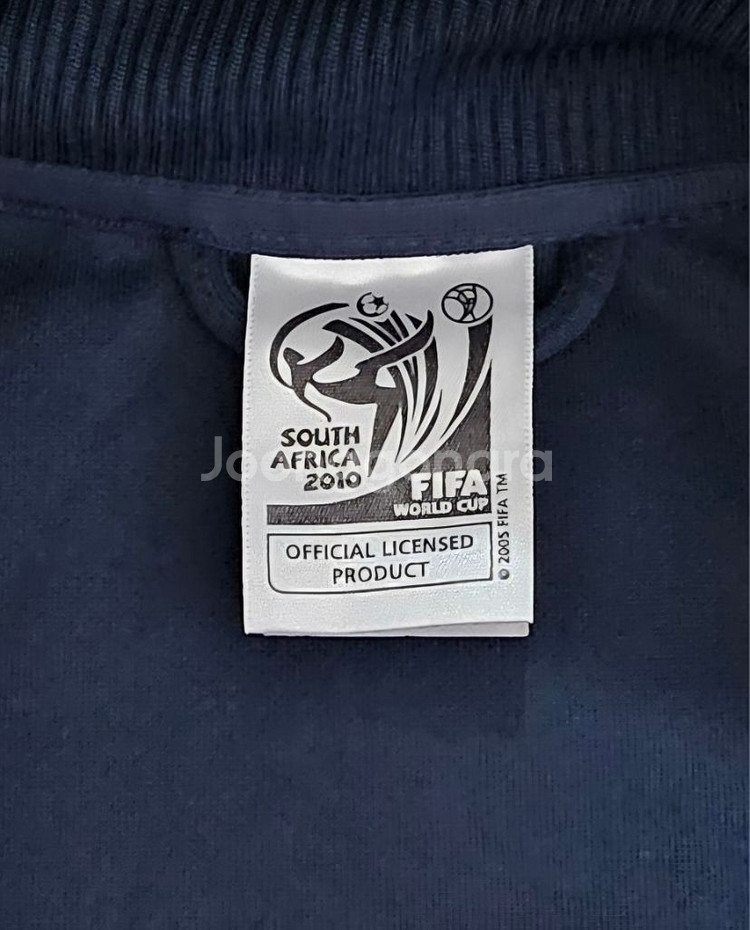 SOUTH
AFRICA
2010
FIFA
WORLD CUP
© 2005 FIFA TM
OFFICIAL LICENSED
PRODUCT